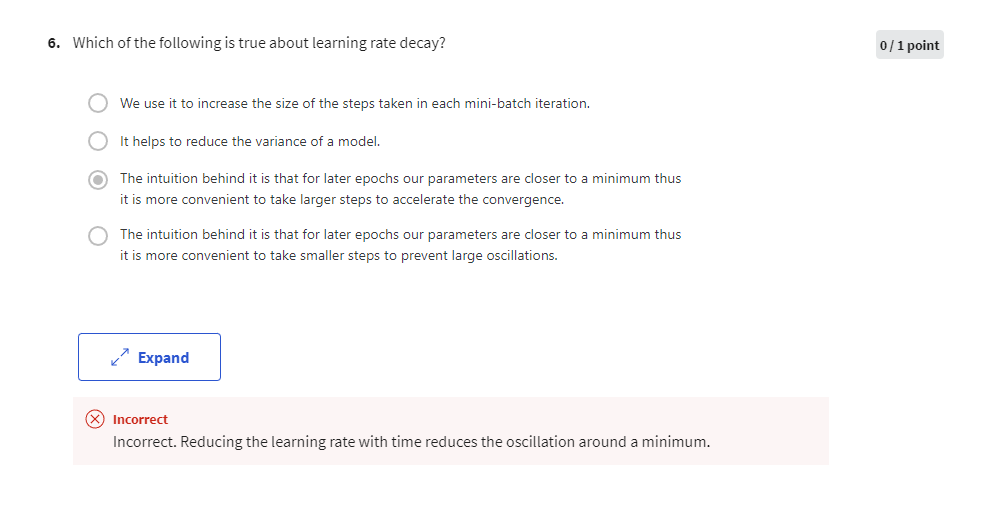 6. Which of the following is true about learning rate decay?
0 / 1 point
We use it to increase the size of the steps taken in each mini-batch iteration.
It helps to reduce the variance of a model.
The intuition behind it is that for later epochs our parameters are closer to a minimum thus
it is more convenient to take larger steps to accelerate the convergence.
The intuition behind it is that for later epochs our parameters are closer to a minimum thus
it is more convenient to take smaller steps to prevent large oscillations.
Expand
Incorrect
Incorrect. Reducing the learning rate with time reduces the oscillation around a minimum.